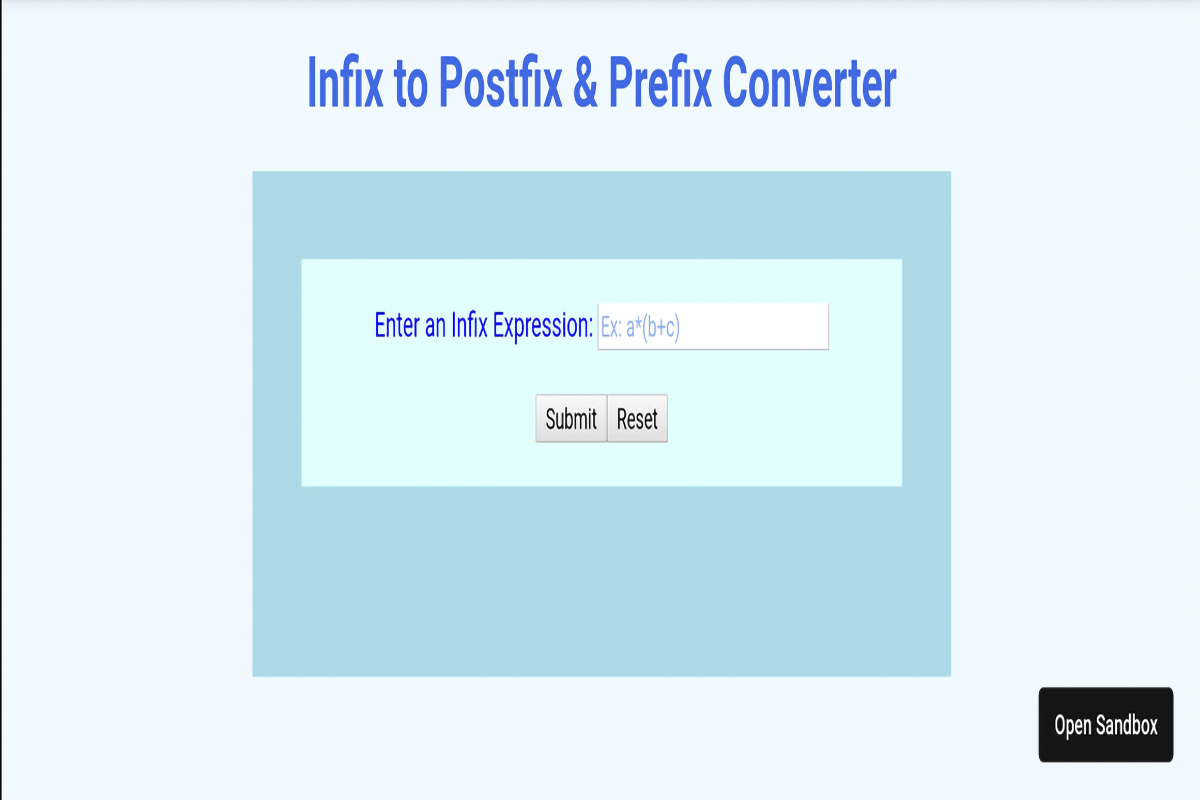 Infix to Postfix & Prefix Converter
Enter an Infix Expression: Ex: a*(b+c)
Submit Reset
Open Sandbox